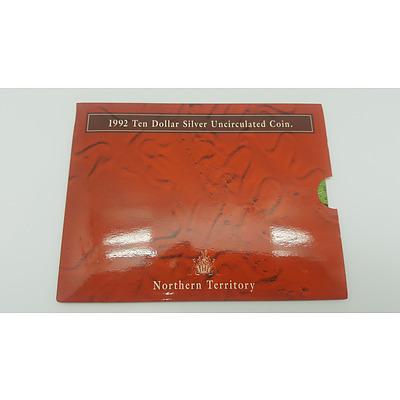 1992 Ten Dollar Silver Uncirculated Coin.
Northern Territory